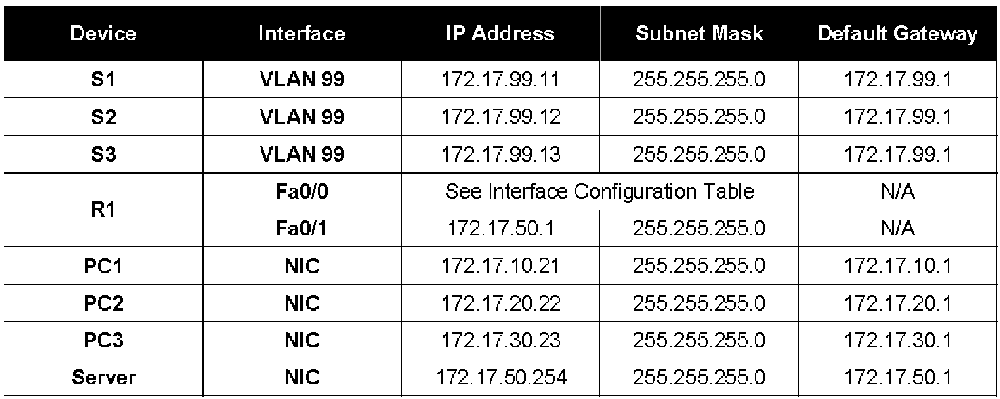 Device Interface IP Address Subnet Mask Default Gateway
S1 VLAN 99 172.17.99.11 255.255.255.0 172.17.99.1
S2 VLAN 99 172.17.99.12 255.255.255.0 172.17.99.1
S3 VLAN 99 172.17.99.13 255.255.255.0 172.17.99.1
R1 Fa0/0 See Interface Configuration Table N/A
Fa0/1 172.17.50.1 255.255.255.0 N/A
PC1 NIC 172.17.10.21 255.255.255.0 172.17.10.1
PC2 NIC 172.17.20.22 255.255.255.0 172.17.20.1
PC3 NIC 172.17.30.23 255.255.255.0 172.17.30.1
Server NIC 172.17.50.254 255.255.255.0 172.17.50.1